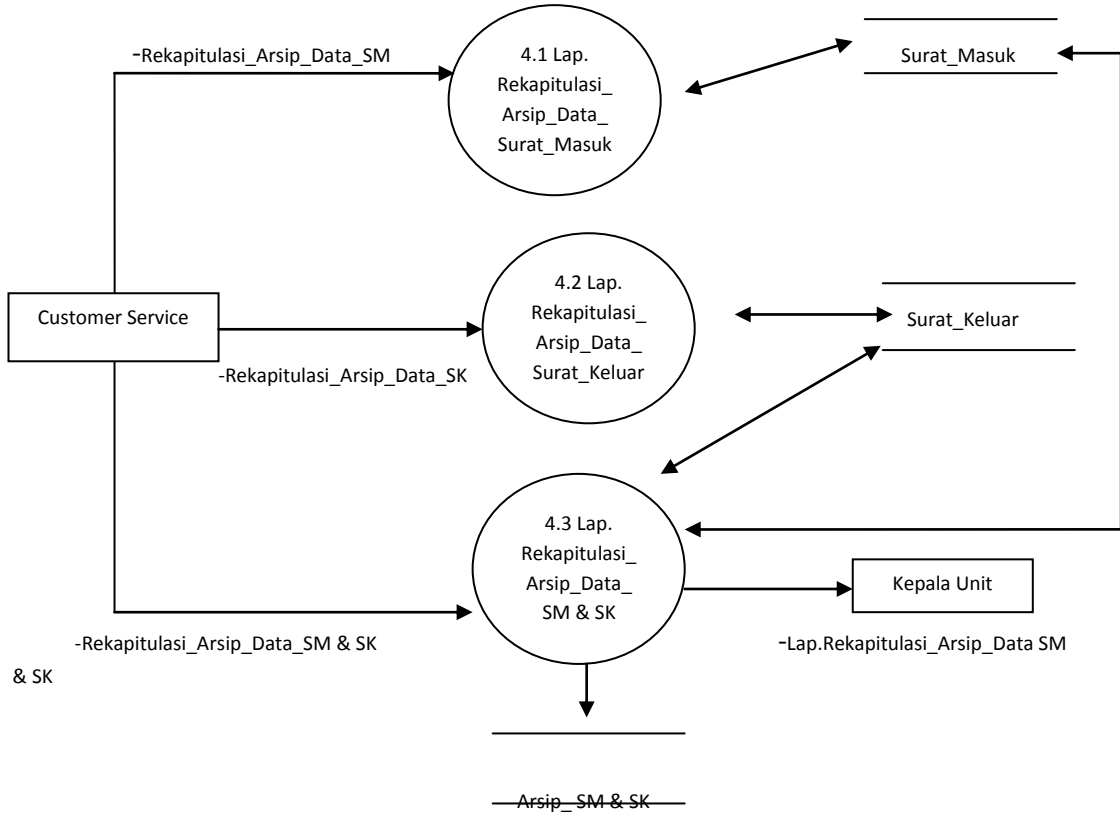 -Rekapitulasi_Arsip_Data_SM
4.1 Lap.
Rekapitulasi_
Arsip_Data_
Surat_Masuk
Surat_Masuk
Customer Service
-Rekapitulasi_Arsip_Data_SK
4.2 Lap.
Rekapitulasi_
Arsip_Data_
Surat_Keluar
Surat_Keluar
4.3 Lap.
Rekapitulasi_
Arsip_Data_
SM & SK
Kepala Unit
-Rekapitulasi_Arsip_Data_SM & SK
-Lap.Rekapitulasi_Arsip_Data SM
& SK
Arsip_ SM & SK